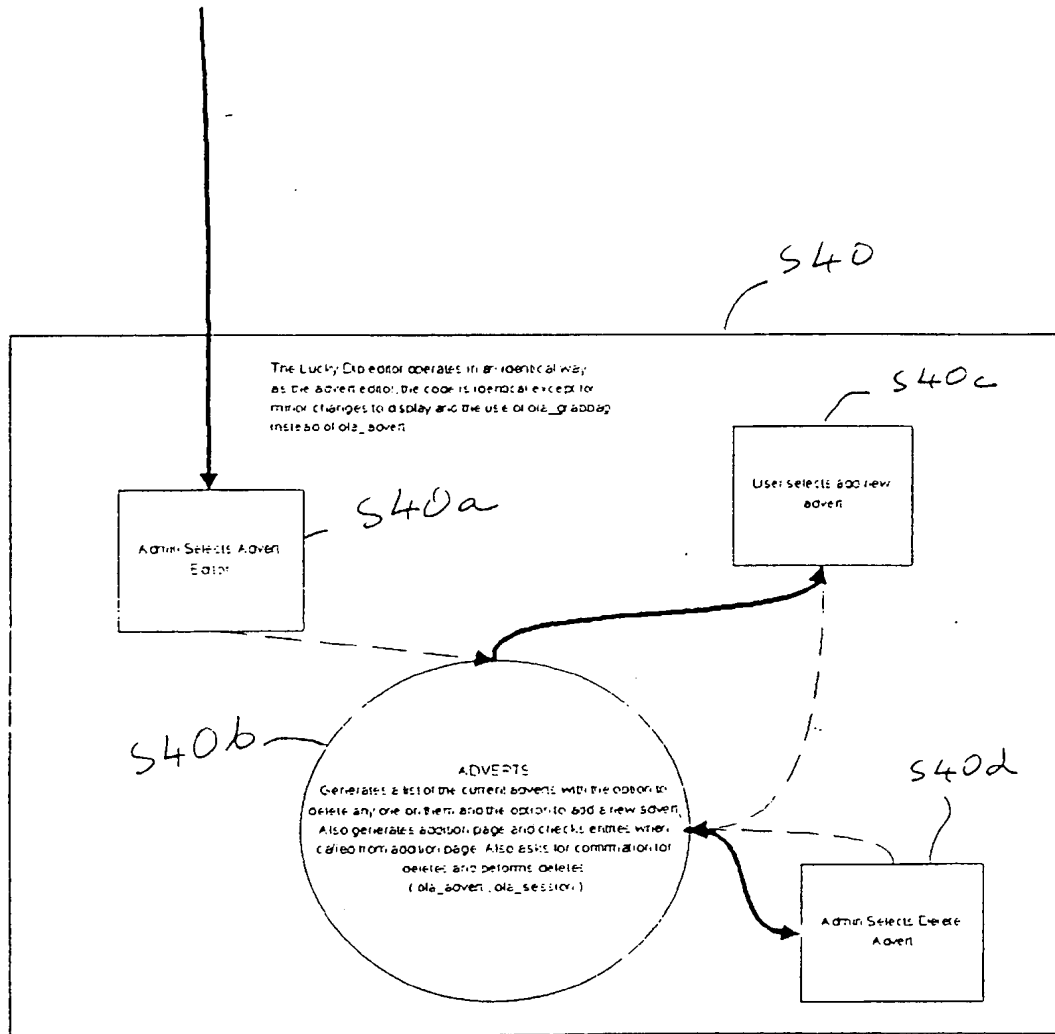 S40
The Lucky Dip editor operates in an identical way
as the advert editor, the code is identical except for
minor changes to display and the use of ola_grabbag
instead of ola_advert
S40c
User selects add new
advert
S40a
Admin Selects Advert
Editor
S40b
ADVERTS
Generates a list of the current adverts with the option to
delete any one on them and the option to add a new advert,
Also generates addition page and checks entries when
called from addition page. Also asks for confirmation for
deletes and performs deletes
( ola_advert , ola_session )
S40d
Admin Selects Delete
Advert